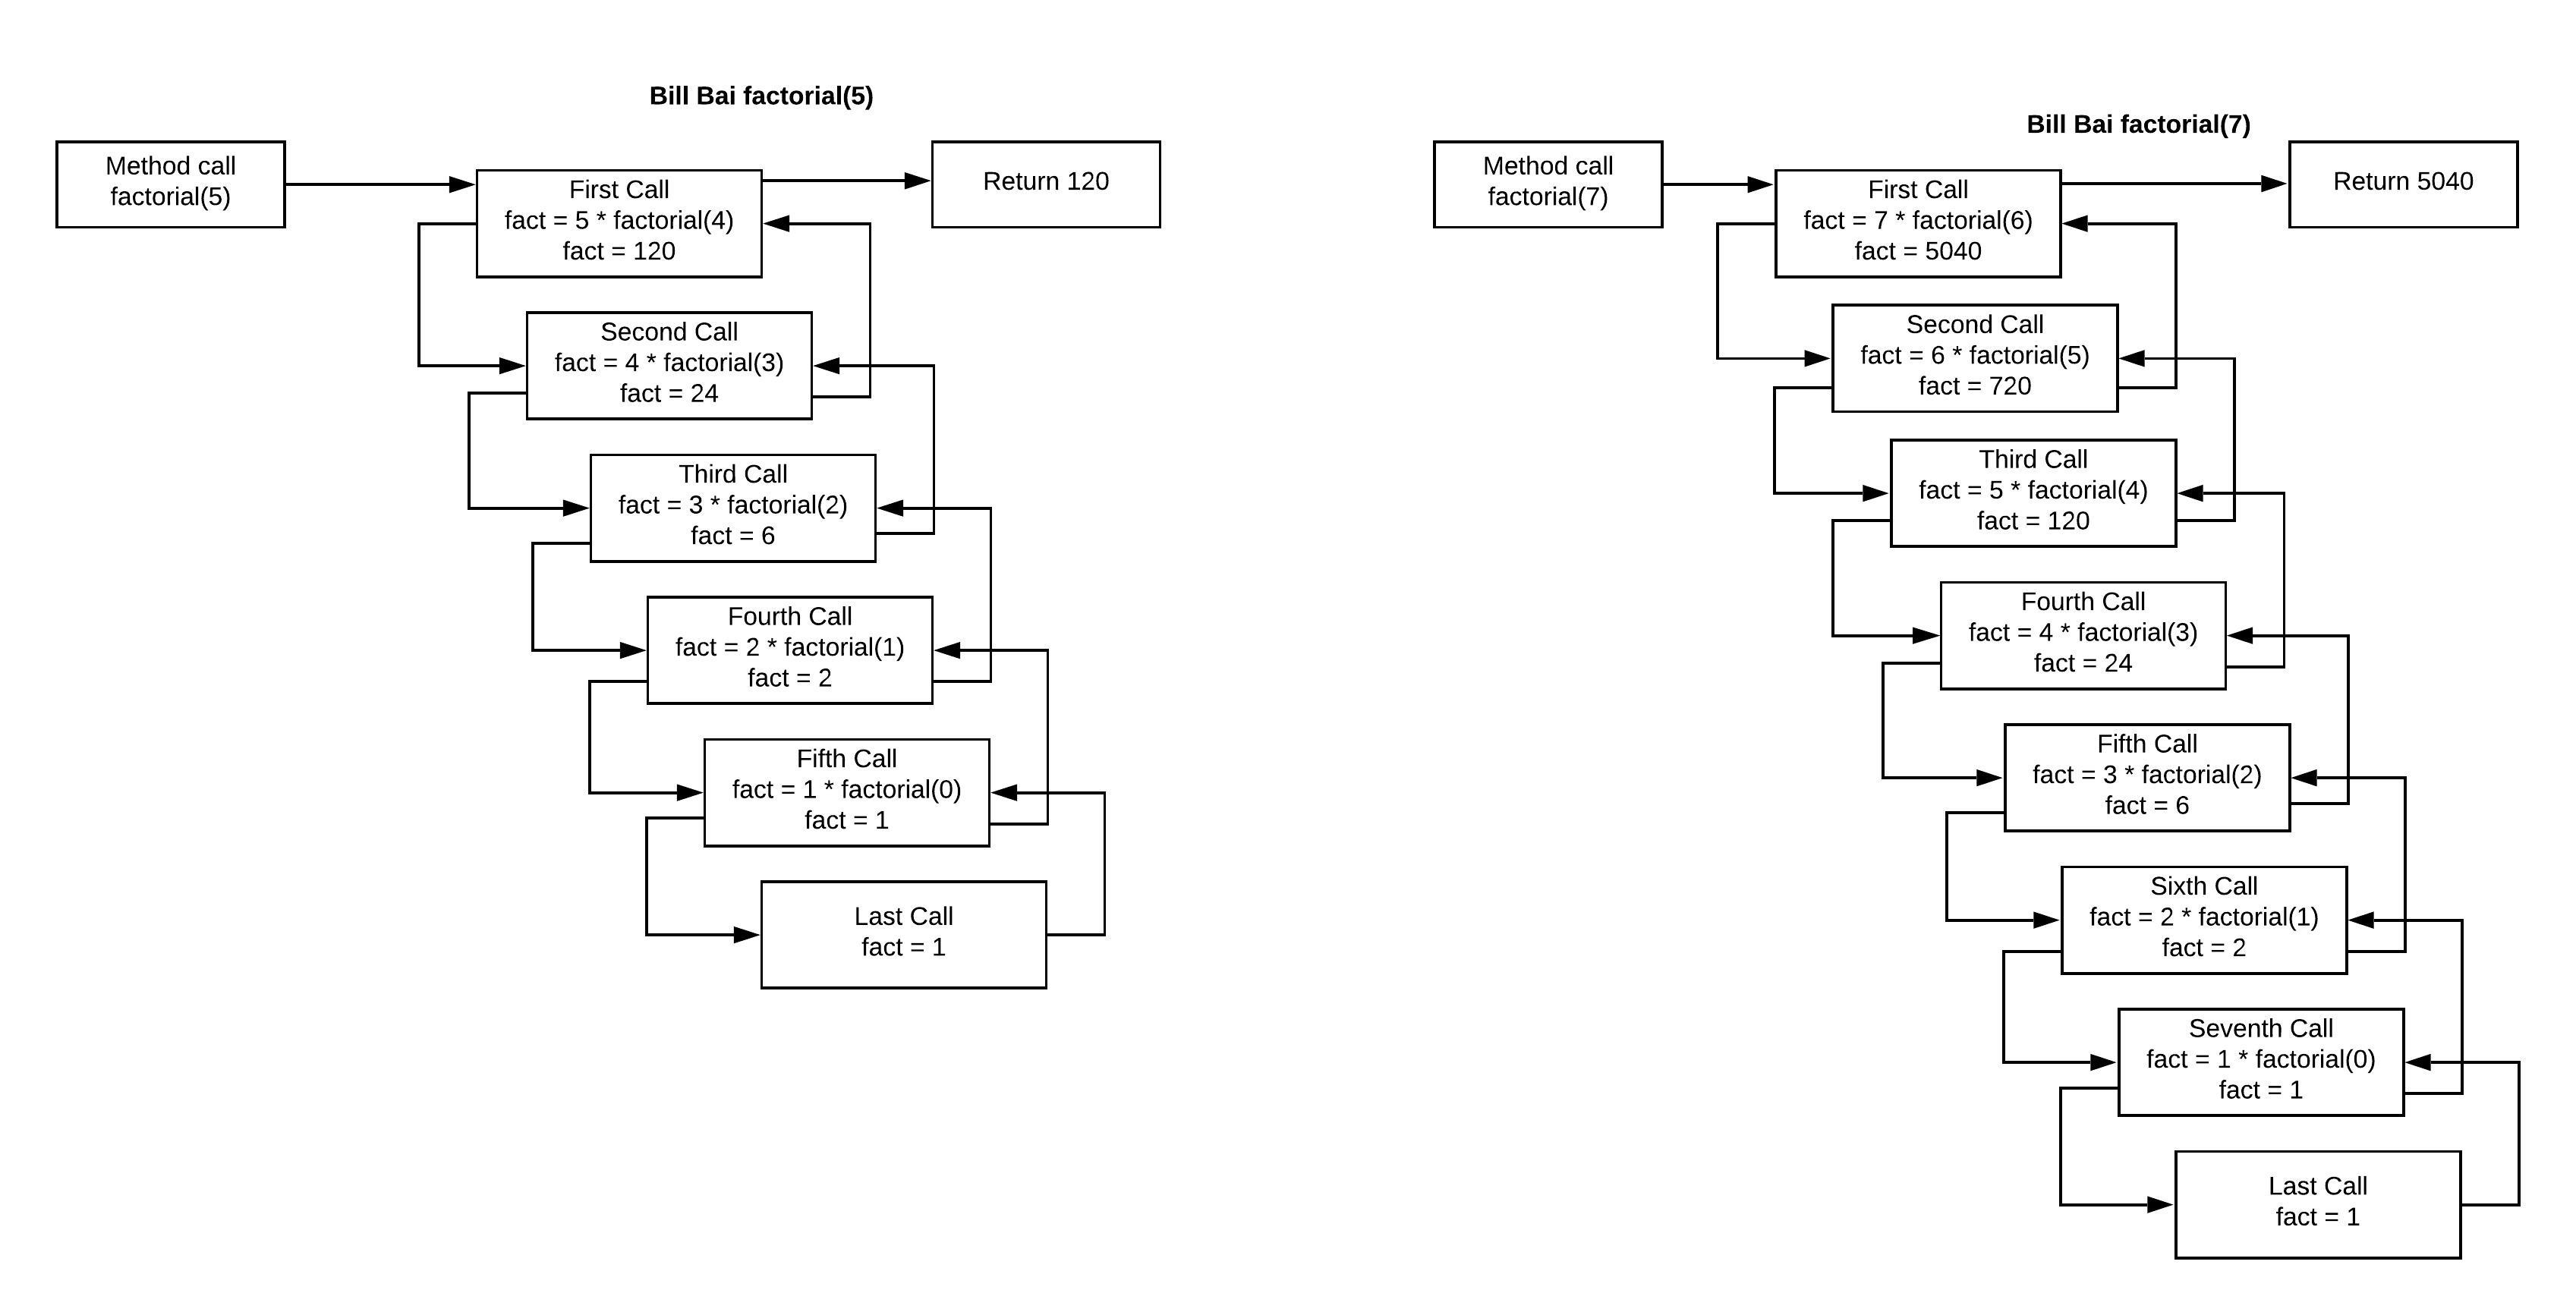 Bill Bai factorial(5)
Method call
factorial(5)
First Call
fact = 5 * factorial(4)
fact = 120
Return 120
Second Call
fact = 4 * factorial(3)
fact = 24
Third Call
fact = 3 * factorial(2)
fact = 6
Fourth Call
fact = 2 * factorial(1)
fact = 2
Fifth Call
fact = 1 * factorial(0)
fact = 1
Last Call
fact = 1
Bill Bai factorial(7)
Method call
factorial(7)
First Call
fact = 7 * factorial(6)
fact = 5040
Return 5040
Second Call
fact = 6 * factorial(5)
fact = 720
Third Call
fact = 5 * factorial(4)
fact = 120
Fourth Call
fact = 4 * factorial(3)
fact = 24
Fifth Call
fact = 3 * factorial(2)
fact = 6
Sixth Call
fact = 2 * factorial(1)
fact = 2
Seventh Call
fact = 1 * factorial(0)
fact = 1
Last Call
fact = 1